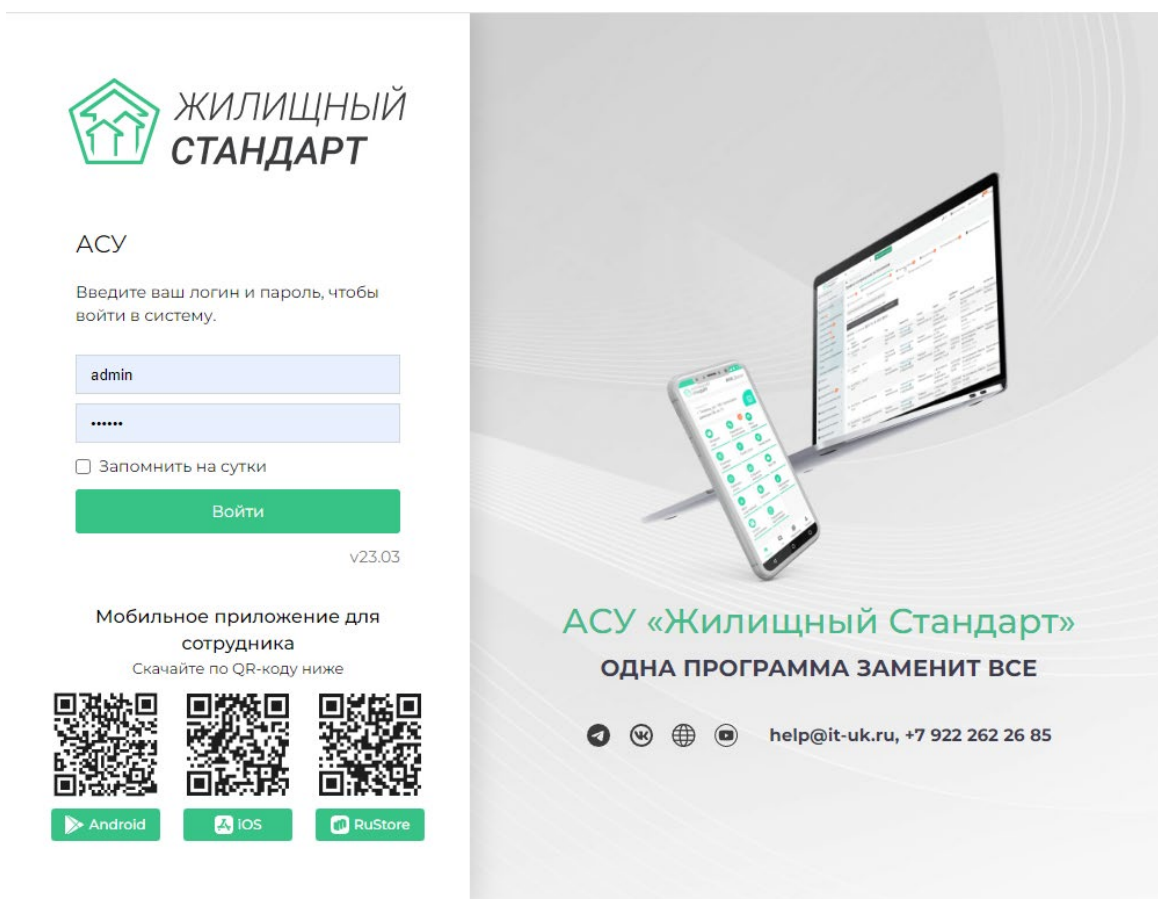 ЖИЛИЩНЫЙ
СТАНДАРТ
АСУ
Введите ваш логин и пароль, чтобы
войти в систему.
admin
••••••
Запомнить на сутки
Войти
v23.03
Мобильное приложение для
сотрудника
Скачайте по QR-коду ниже
Android
iOS
RuStore
АСУ «Жилищный Стандарт»
ОДНА ПРОГРАММА ЗАМЕНИТ ВСЕ
help@it-uk.ru, +7 922 262 26 85